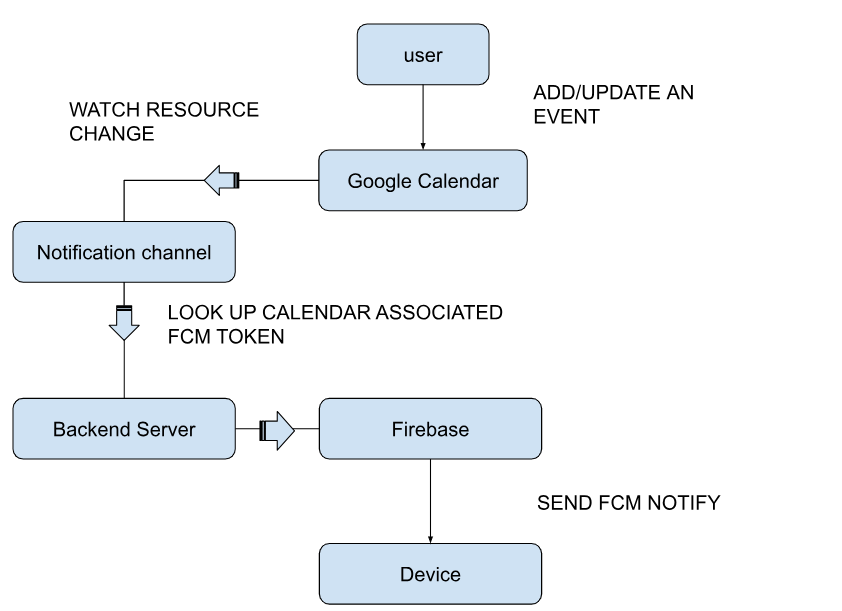 user
ADD/UPDATE AN
EVENT
WATCH RESOURCE
CHANGE
Google Calendar
Notification channel
LOOK UP CALENDAR ASSOCIATED
FCM TOKEN
Backend Server
Firebase
SEND FCM NOTIFY
Device